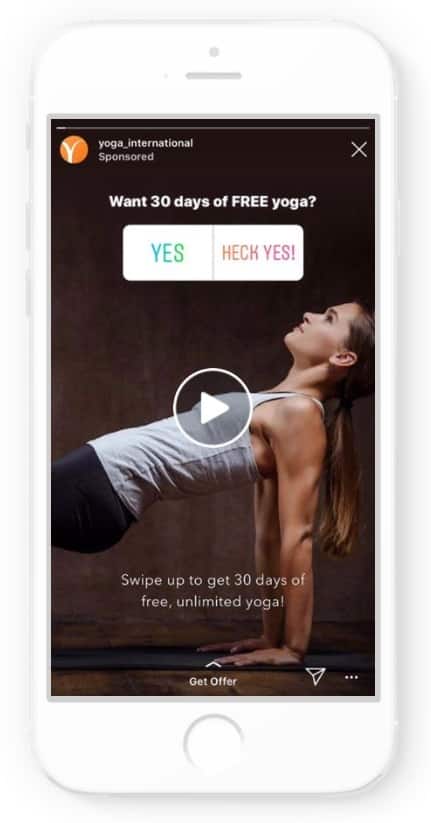 yoga_international
Sponsored
Want 30 days of FREE yoga?
YES
HECK YES!
Swipe up to get 30 days of
free, unlimited yoga!
Get Offer